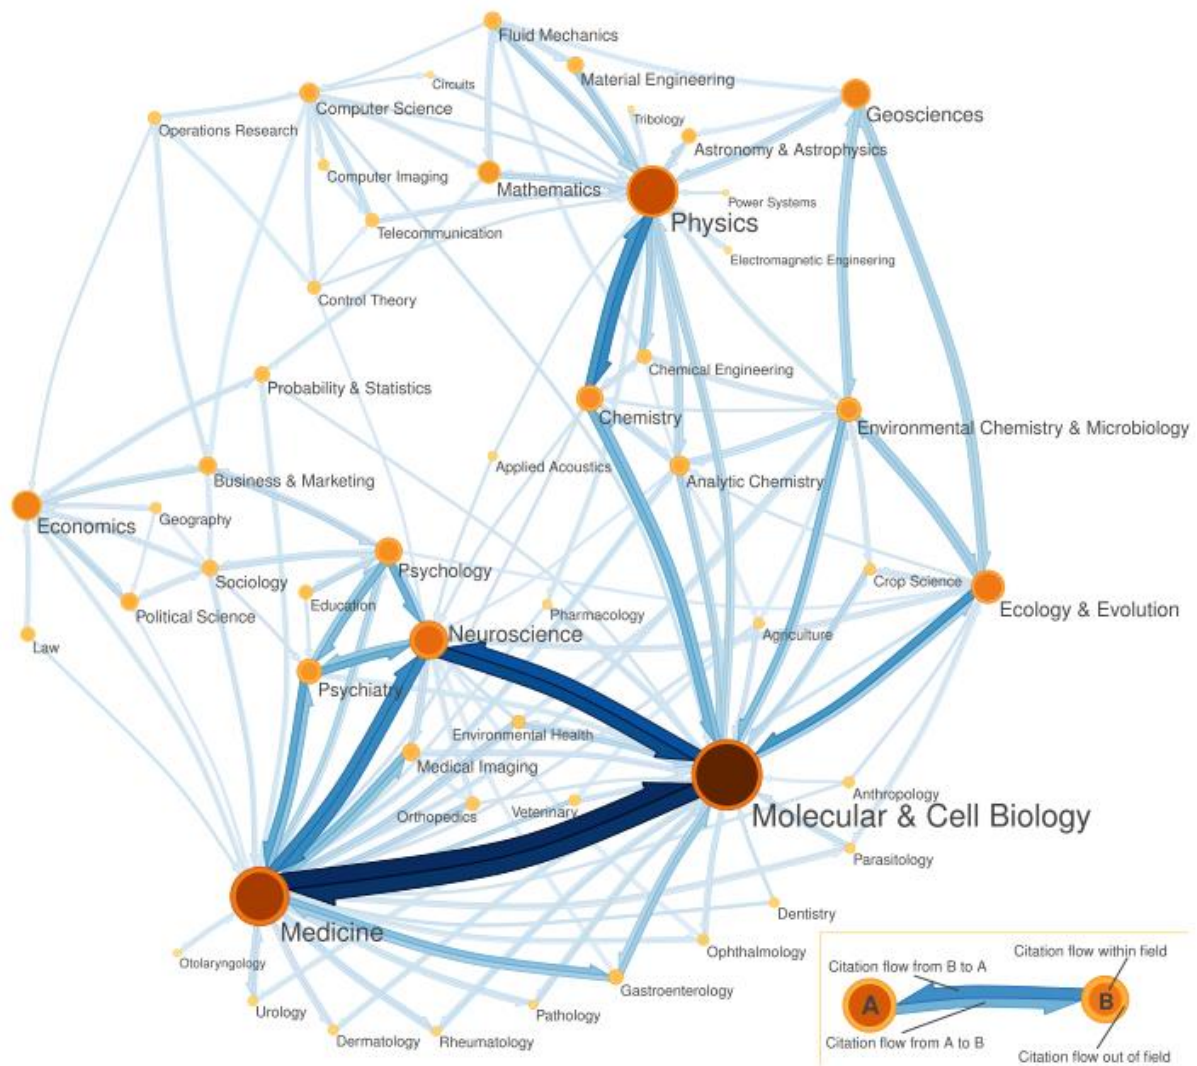 Fluid Mechanics
Circuits
Material Engineering
Computer Science
Geosciences
Operations Research
Tribology
Astronomy & Astrophysics
Computer Imaging
Mathematics
Power Systems
Physics
Telecommunication
Electromagnetic Engineering
Control Theory
Chemical Engineering
Probability & Statistics
Chemistry
Environmental Chemistry & Microbiology
Applied Acoustics
Business & Marketing
Analytic Chemistry
Geography
Economics
Psychology
Sociology
Crop Science
Education
Political Science
Pharmacology
Ecology & Evolution
Neuroscience
Agriculture
Law
Psychiatry
Environmental Health
Medical Imaging
Anthropology
Orthopedics
Veterinary
Molecular & Cell Biology
Parasitology
Dentistry
Medicine
Ophthalmology
Otolaryngology
Gastroenterology
Urology
Pathology
Dermatology
Rheumatology
Citation flow within field
Citation flow from B to A
A
B
Citation flow from A to B
Citation flow out of field